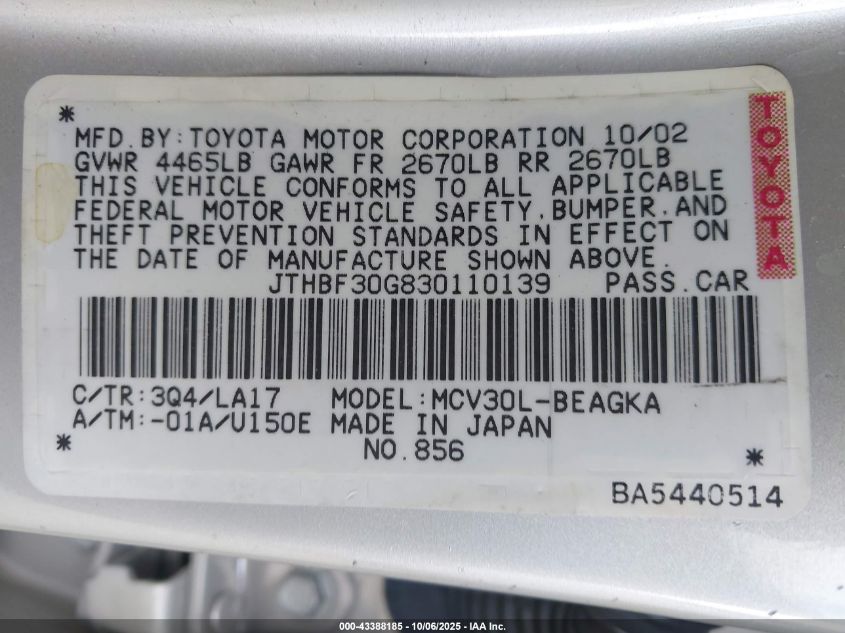 *
MFD.BY:TOYOTA MOTOR CORPORATION 10/02
GVWR 4465LB GAWR FR 2670LB RR 2670LB
THIS VEHICLE CONFORMS TO ALL APPLICABLE
FEDERAL MOTOR VEHICLE SAFETY,BUMPER,AND
THEFT PREVENTION STANDARDS IN EFFECT ON
THE DATE OF MANUFACTURE SHOWN ABOVE.
JTHBF30G830110139 PASS.CAR
TOYOTA
C/TR:3Q4/LA17 MODEL:MCV30L-BEAGKA
A/TM:-01A/U150E MADE IN JAPAN
* NO.856 *
BA5440514
000-43388185 - 10/06/2025 - IAA Inc.